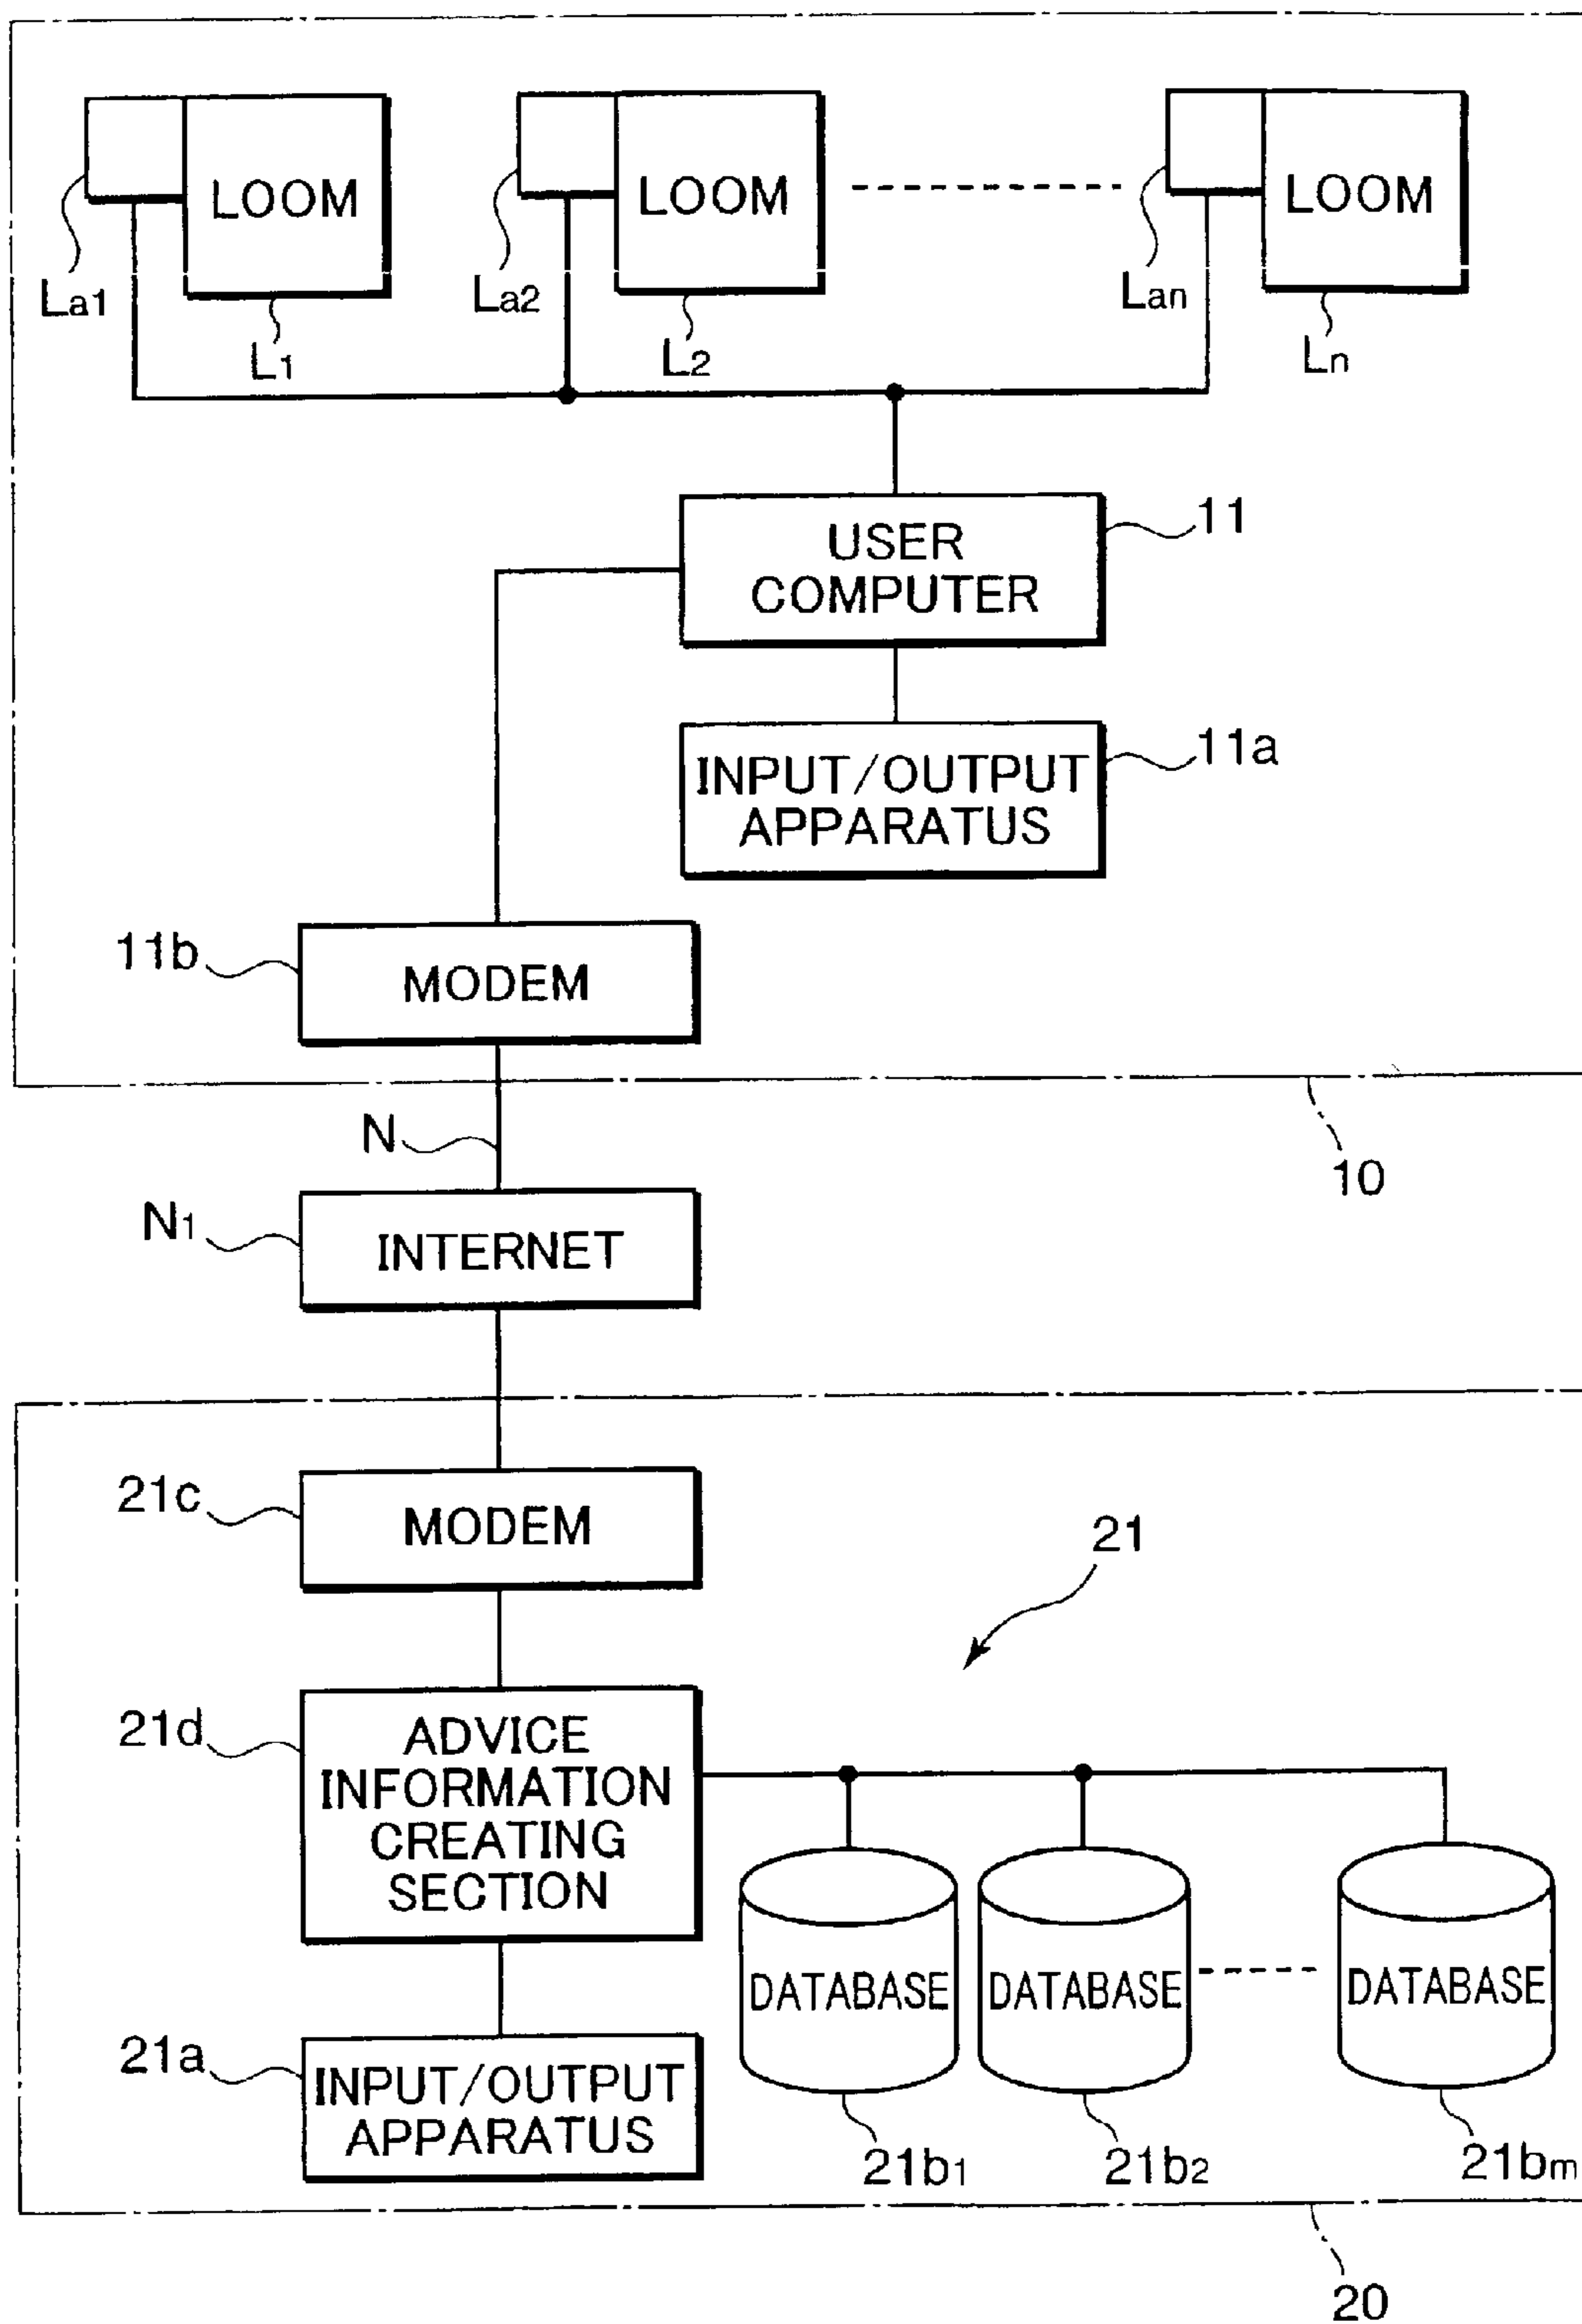 LOOM
LOOM
LOOM
La1
La2
Lan
L1
L2
Ln
USER
COMPUTER
11
INPUT/OUTPUT
APPARATUS
11a
11b
MODEM
N
10
N1
INTERNET
21c
MODEM
21
21d
ADVICE
INFORMATION
CREATING
SECTION
DATABASE
DATABASE
DATABASE
21a
INPUT/OUTPUT
APPARATUS
21b1
21b2
21bm
20